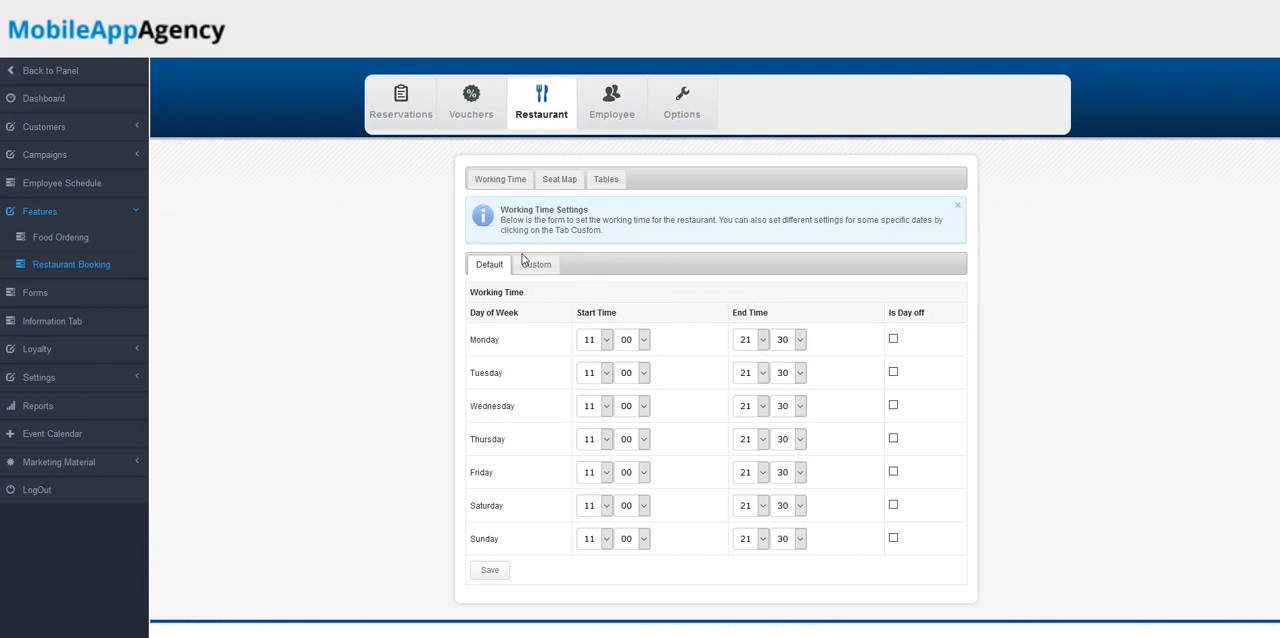 MobileAppAgency
Back to Panel
Dashboard
Customers
Campaigns
Employee Schedule
Features
Food Ordering
Restaurant Booking
Forms
Information Tab
Loyalty
Settings
Reports
Event Calendar
Marketing Material
LogOut
Reservations Vouchers Restaurant Employee Options
Working Time Seat Map Tables
Working Time Settings
Below is the form to set the working time for the restaurant. You can also set different settings for some specific dates by
clicking on the Tab Custom.
Default Custom
Working Time
Day of Week Start Time End Time Is Day off
Monday 11 00 21 30
Tuesday 11 00 21 30
Wednesday 11 00 21 30
Thursday 11 00 21 30
Friday 11 00 21 30
Saturday 11 00 21 30
Sunday 11 00 21 30
Save